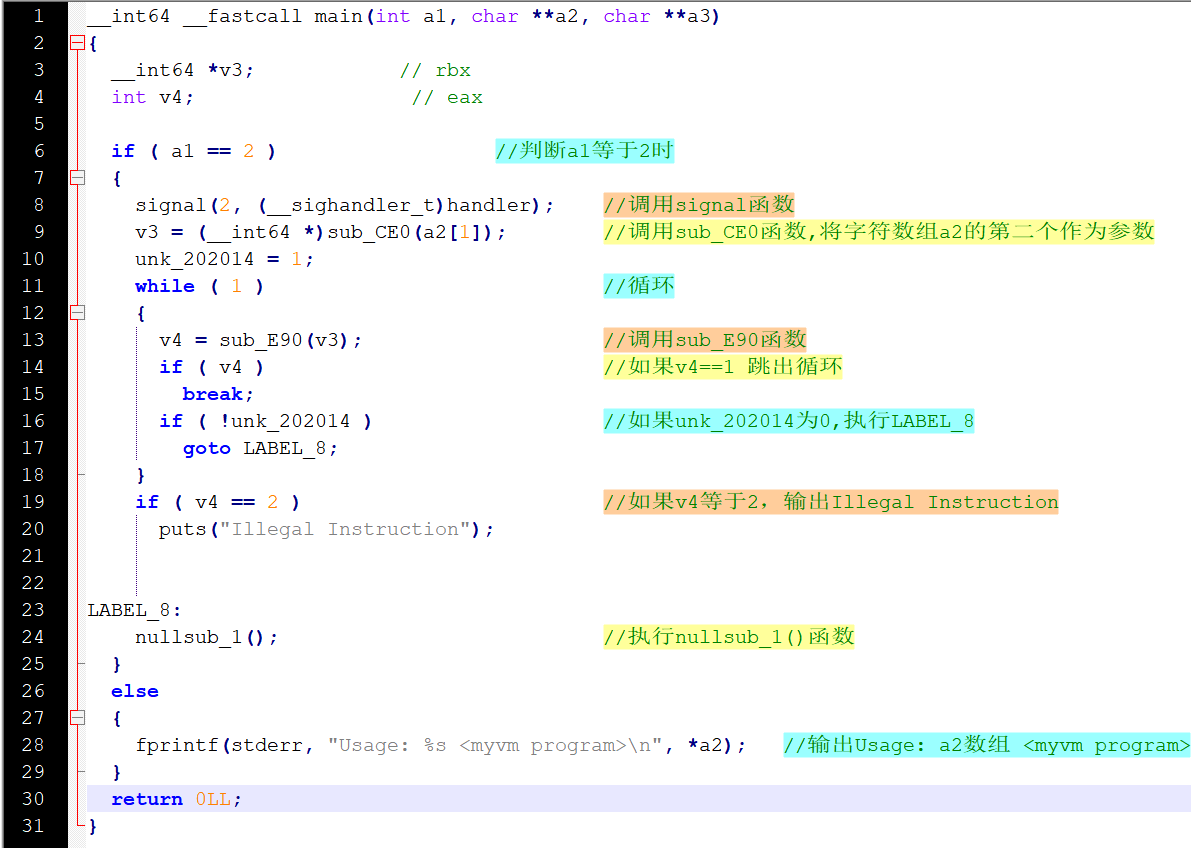 1 __int64 __fastcall main(int a1, char **a2, char **a3)
2 {
3 __int64 *v3; // rbx
4 int v4; // eax
5
6 if ( a1 == 2 ) //判断a1等于2时
7 {
8 signal(2, (__sighandler_t)handler); //调用signal函数
9 v3 = (__int64 *)sub_CE0(a2[1]); //调用sub_CE0函数,将字符数组a2的第二个作为参数
10 unk_202014 = 1;
11 while ( 1 ) //循环
12 {
13 v4 = sub_E90(v3); //调用sub_E90函数
14 if ( v4 ) //如果v4==1 跳出循环
15 break;
16 if ( !unk_202014 ) //如果unk_202014为0,执行LABEL_8
17 goto LABEL_8;
18 }
19 if ( v4 == 2 ) //如果v4等于2，输出Illegal Instruction
20 puts("Illegal Instruction");
21
22
23 LABEL_8:
24 nullsub_1(); //执行nullsub_1()函数
25 }
26 else
27 {
28 fprintf(stderr, "Usage: %s <myvm program>\n", *a2); //输出Usage: a2数组 <myvm program>
29 }
30 return 0LL;
31 }